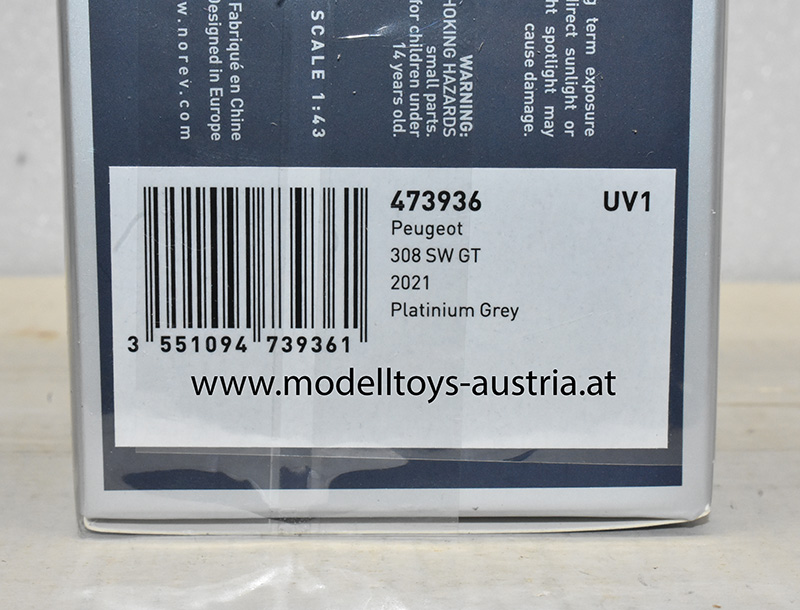 Fabriqué en Chine
Designed in Europe
www.norev.com
SCALE 1:43
WARNING:
CHOKING HAZARDS
small parts.
for children under
14 years old.
term exposure
direct sunlight or
spotlight may
cause damage.
473936 UV1
Peugeot
308 SW GT
2021
Platinium Grey
3 551094 739361
www.modelltoys-austria.at